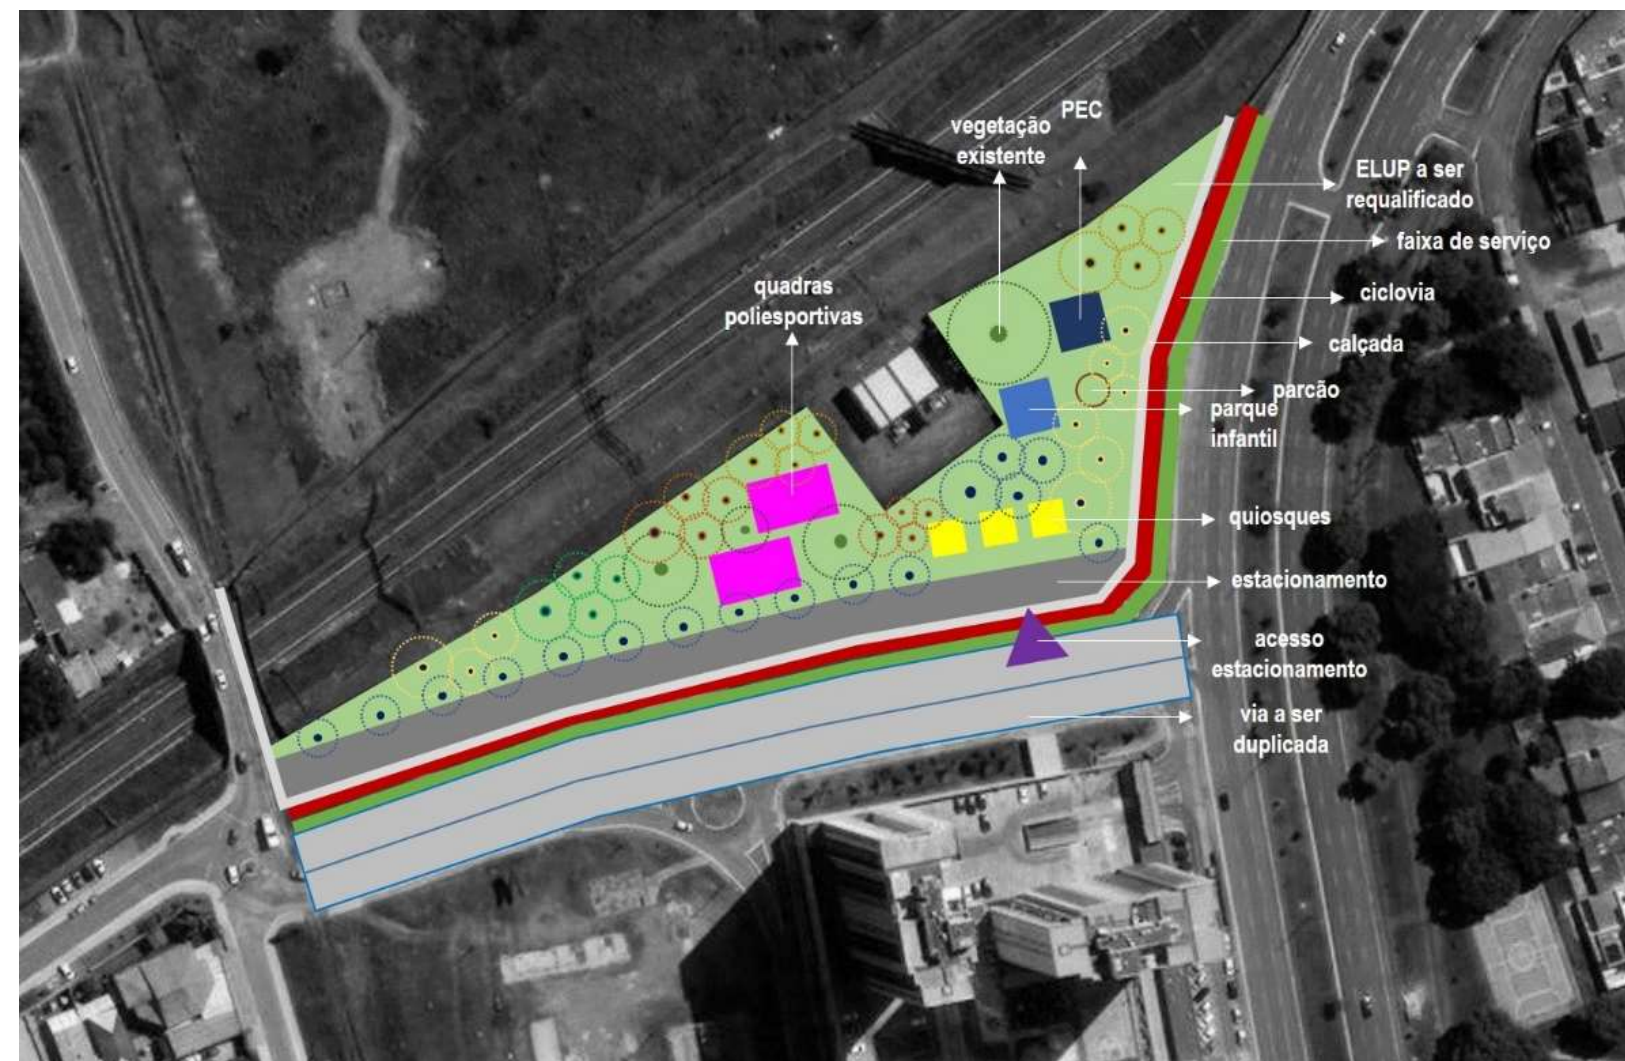 PEC
vegetação
existente
ELUP a ser
requalificado
faixa de serviço
quadras
poliesportivas
ciclovia
calçada
parcão
parque
infantil
quiosques
estacionamento
acesso
estacionamento
via a ser
duplicada